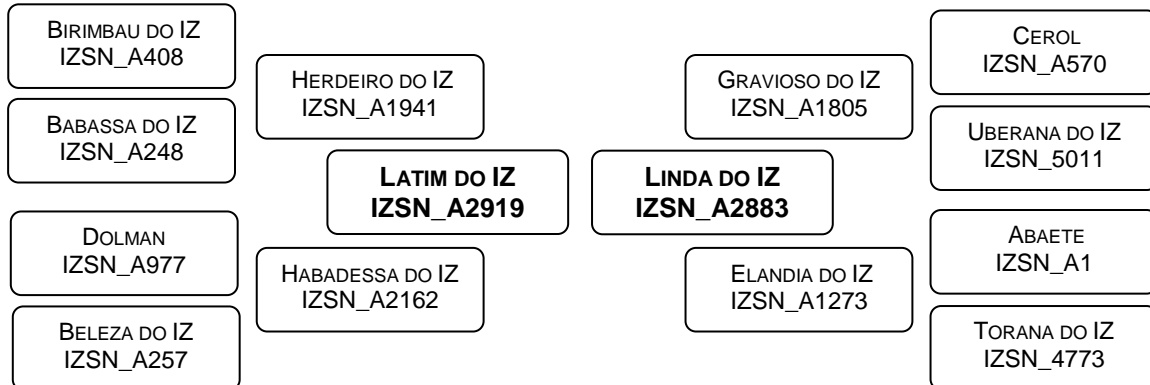 BIRIMBAU DO IZ
IZSN_A408
BABASSA DO IZ
IZSN_A248
DOLMAN
IZSN_A977
BELEZA DO IZ
IZSN_A257
HERDEIRO DO IZ
IZSN_A1941
HABADESSA DO IZ
IZSN_A2162
LATIM DO IZ
IZSN_A2919
LINDA DO IZ
IZSN_A2883
GRAVIOSO DO IZ
IZSN_A1805
ELANDIA DO IZ
IZSN_A1273
CEROL
IZSN_A570
UBERANA DO IZ
IZSN_5011
ABAETE
IZSN_A1
TORANA DO IZ
IZSN_4773